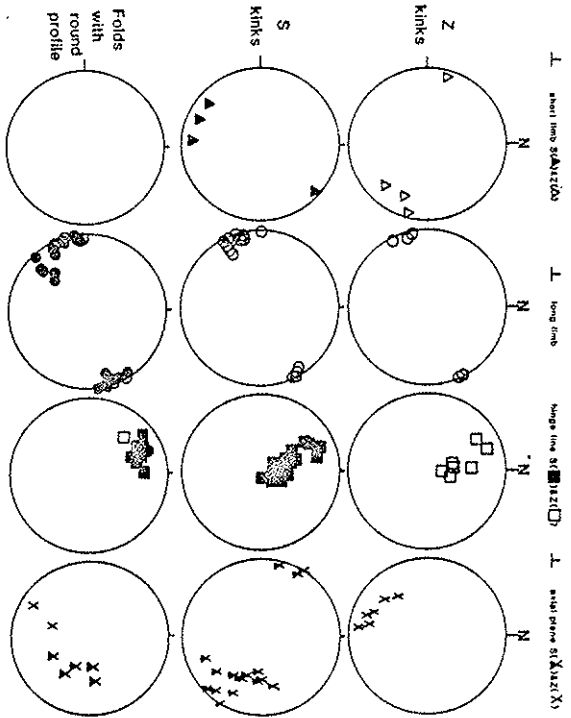 Z
kinks
S
kinks
Folds
with
round
profile
⊥ short limb S(▲)&Z(△)
⊥ long limb
hinge line S(■)&Z(□)
⊥ axial plane S(X)&Z(X)
N
N
N
N